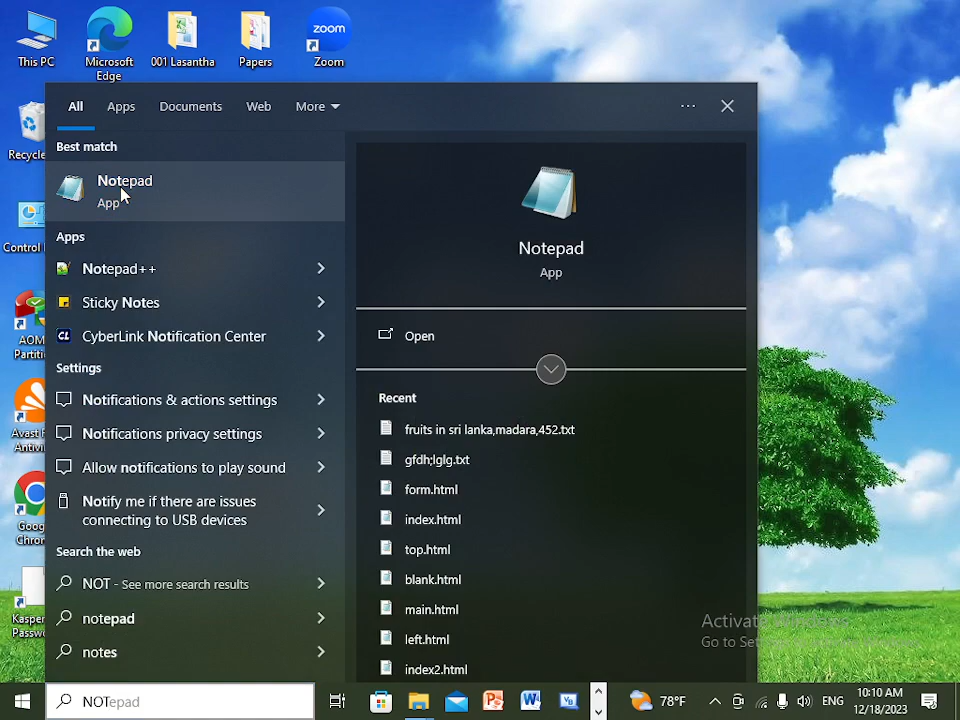 This PC
Microsoft
Edge
001 Lasantha
Papers
zoom
Zoom
All
Apps
Documents
Web
More
Best match
Notepad
App
Apps
Notepad++
Sticky Notes
CL
CyberLink Notification Center
Settings
Notifications & actions settings
Notifications privacy settings
Allow notifications to play sound
Notify me if there are issues
connecting to USB devices
Search the web
NOT - See more search results
notepad
notes
Notepad
App
Open
Recent
fruits in sri lanka,madara,452.txt
gfdh;lglg.txt
form.html
index.html
top.html
blank.html
main.html
left.html
index2.html
Recycle
Control
AOM
Partiti
Avast
Antivi
Goog
Chro
Kasper
Passw
Activate Windows
Go to Se
NOTepad
78°F
ENG
10:10 AM
12/18/2023